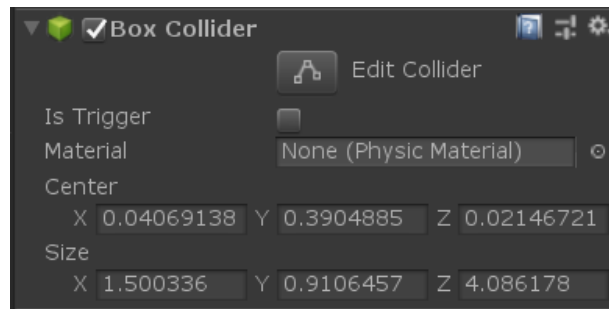 Box Collider
Edit Collider
Is Trigger
Material None (Physic Material)
Center
X 0.04069138 Y 0.3904885 Z 0.02146721
Size
X 1.500336 Y 0.9106457 Z 4.086178